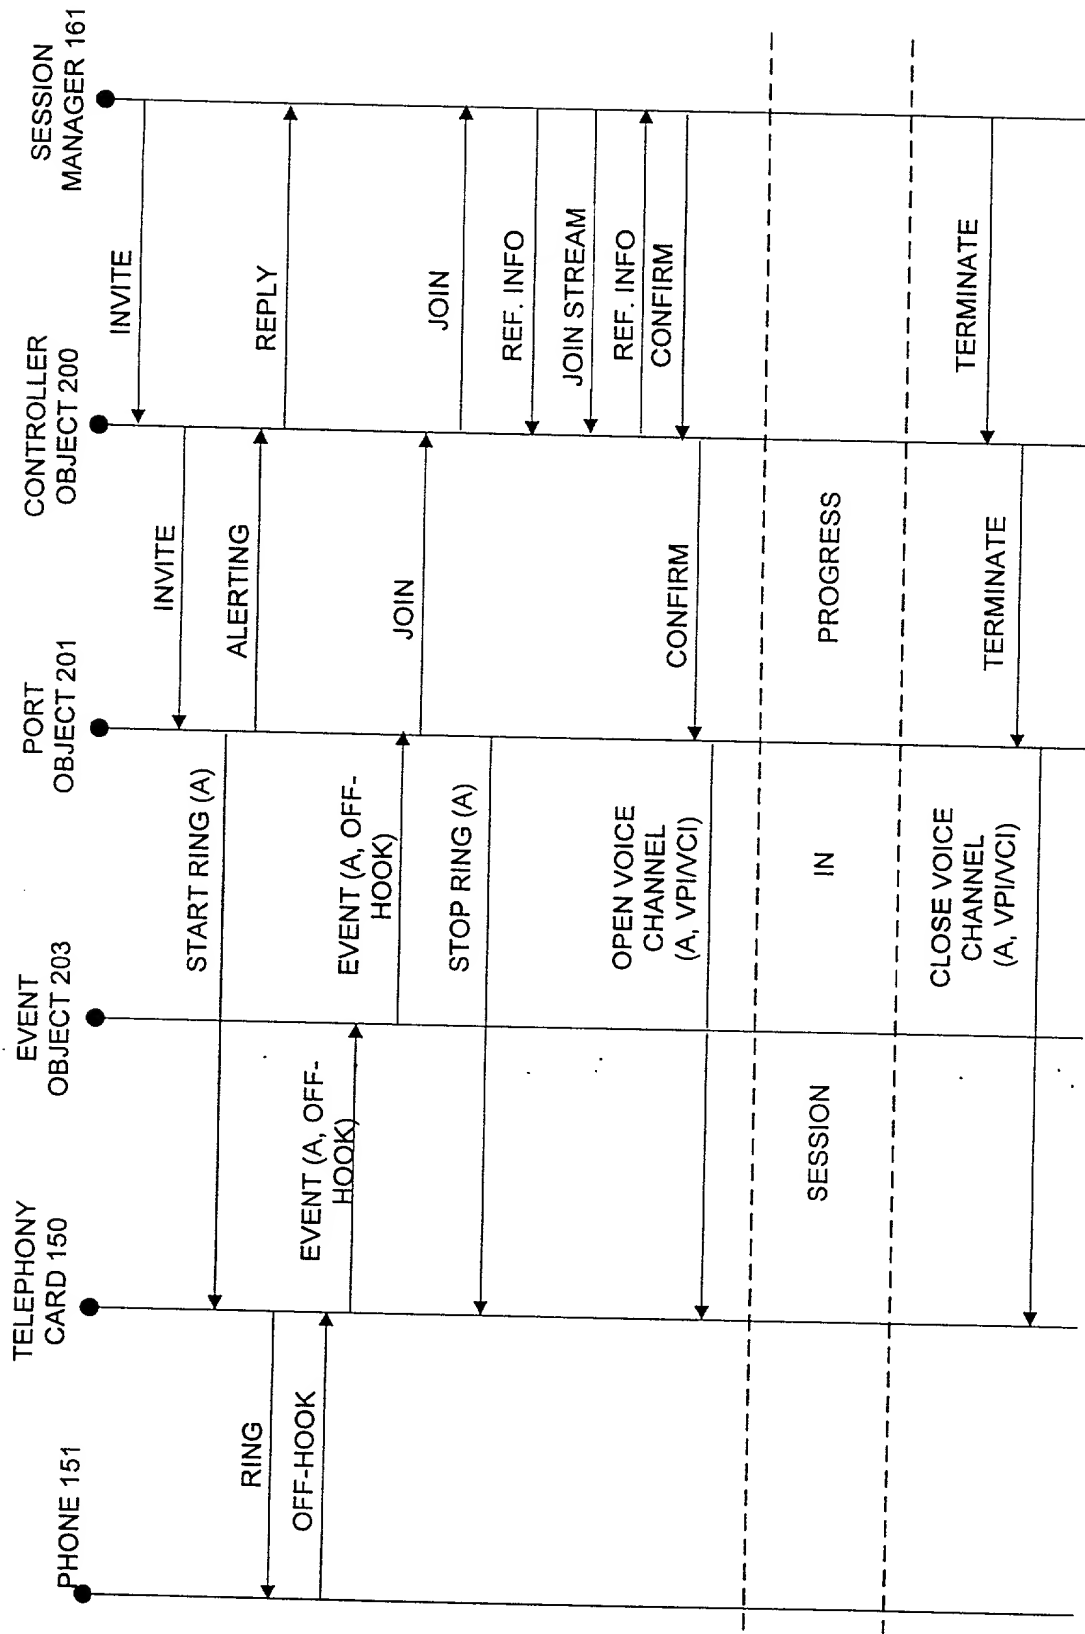 PHONE 151
TELEPHONY
CARD 150
EVENT
OBJECT 203
PORT
OBJECT 201
CONTROLLER
OBJECT 200
SESSION
MANAGER 161
INVITE
INVITE
START RING (A)
ALERTING
RING
REPLY
OFF-HOOK
EVENT (A, OFF-
HOOK)
EVENT (A, OFF-
HOOK)
JOIN
JOIN
STOP RING (A)
REF. INFO
JOIN STREAM
REF. INFO
CONFIRM
CONFIRM
OPEN VOICE
CHANNEL
(A, VPI/VCI)
SESSION
IN
PROGRESS
TERMINATE
TERMINATE
CLOSE VOICE
CHANNEL
(A, VPI/VCI)